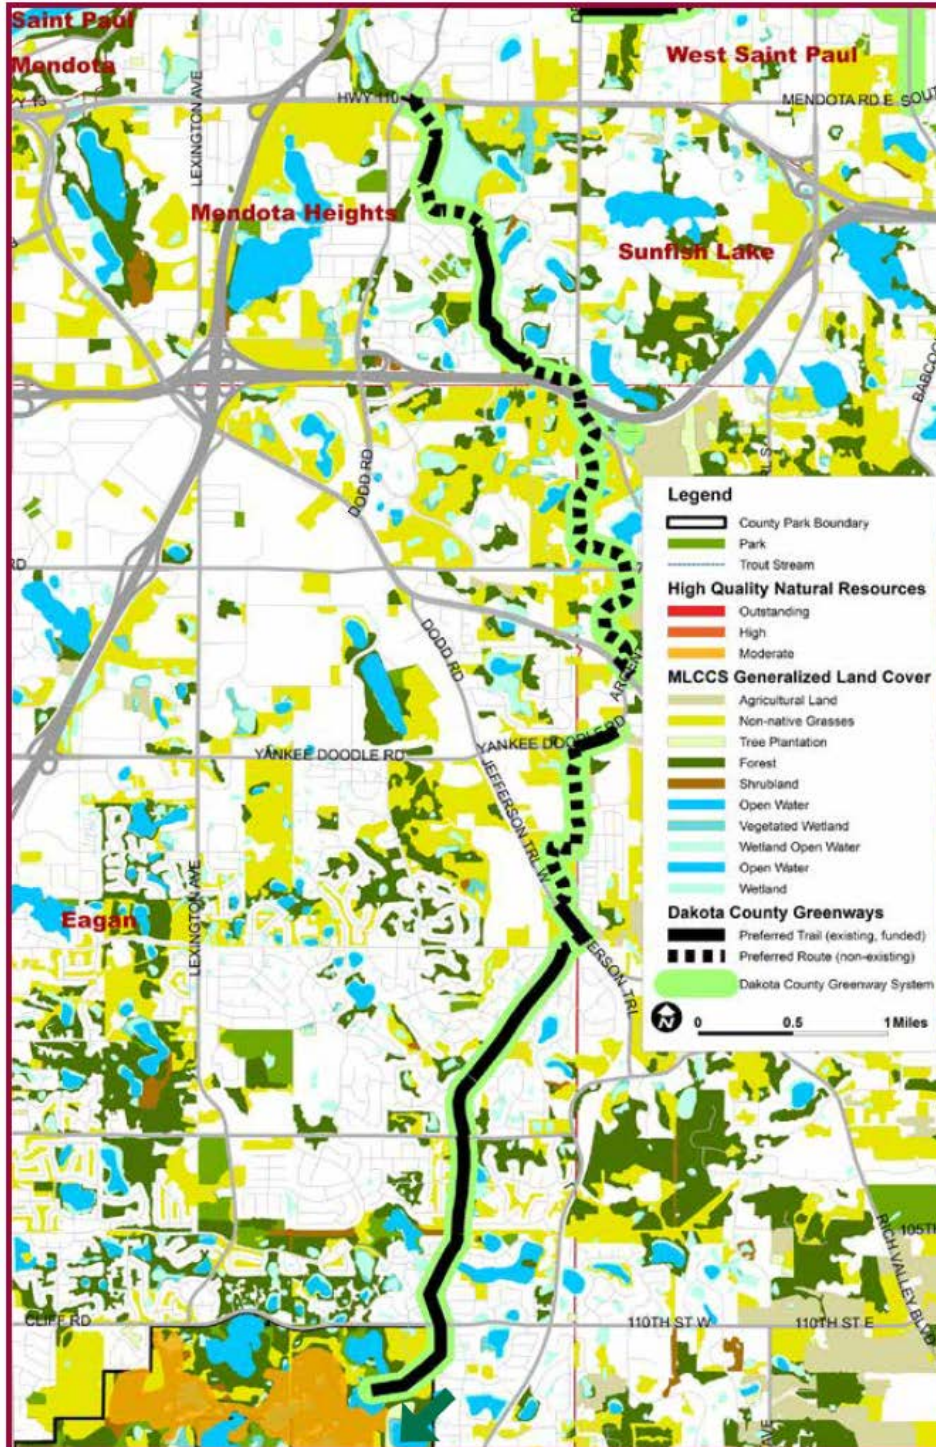 Saint Paul
Mendota
West Saint Paul
HWY 110
MENDOTA RD E
LEXINGTON AVE
Mendota Heights
Sunfish Lake
DODD RD
RD
DODD RD
YANKEE DOODLE RD
YANKEE DOODLE RD
JEFFERSON TRL W
LEXINGTON AVE
Eagan
ERSON TRL
CLIFF RD
110TH ST W
110TH ST E
RICH VALLEY BLVD
105TH
AVE
Legend
County Park Boundary
Park
Trout Stream
High Quality Natural Resources
Outstanding
High
Moderate
MLCCS Generalized Land Cover
Agricultural Land
Non-native Grasses
Tree Plantation
Forest
Shrubland
Open Water
Vegetated Wetland
Wetland Open Water
Open Water
Wetland
Dakota County Greenways
Preferred Trail (existing, funded)
Preferred Route (non-existing)
Dakota County Greenway System
N
0 0.5 1 Miles